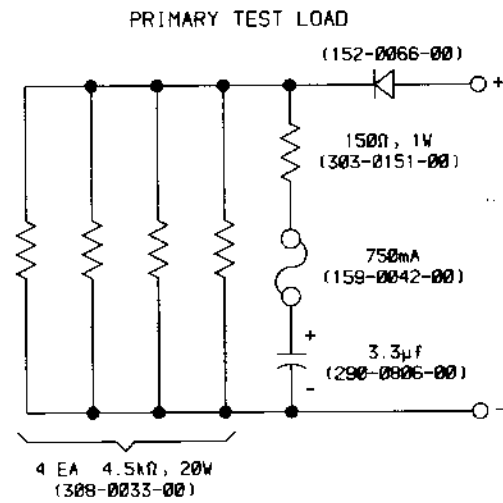 PRIMARY TEST LOAD
(152-0066-00)
+
150Ω, 1W
(303-0151-00)
750mA
(159-0042-00)
+
3.3µf
(290-0806-00)
-
-
4 EA 4.5kΩ, 20W
(308-0033-00)